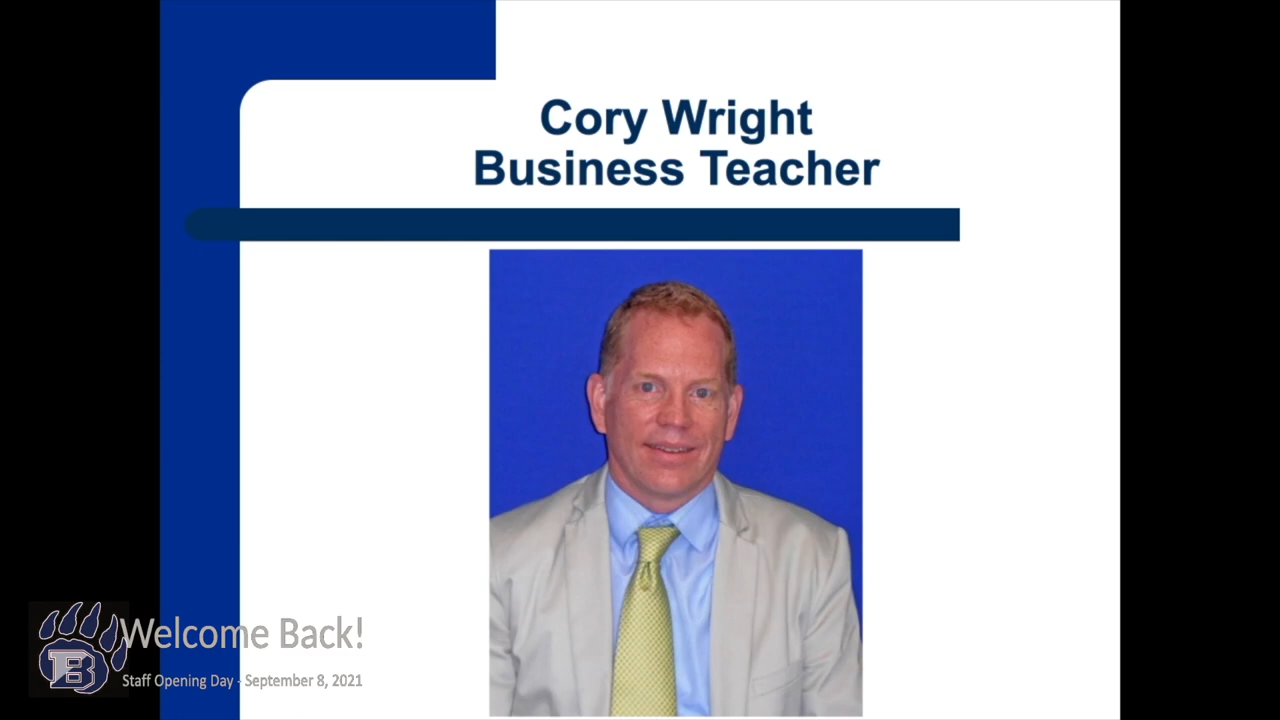 Cory Wright
Business Teacher
B
Welcome Back!
Staff Opening Day - September 8, 2021